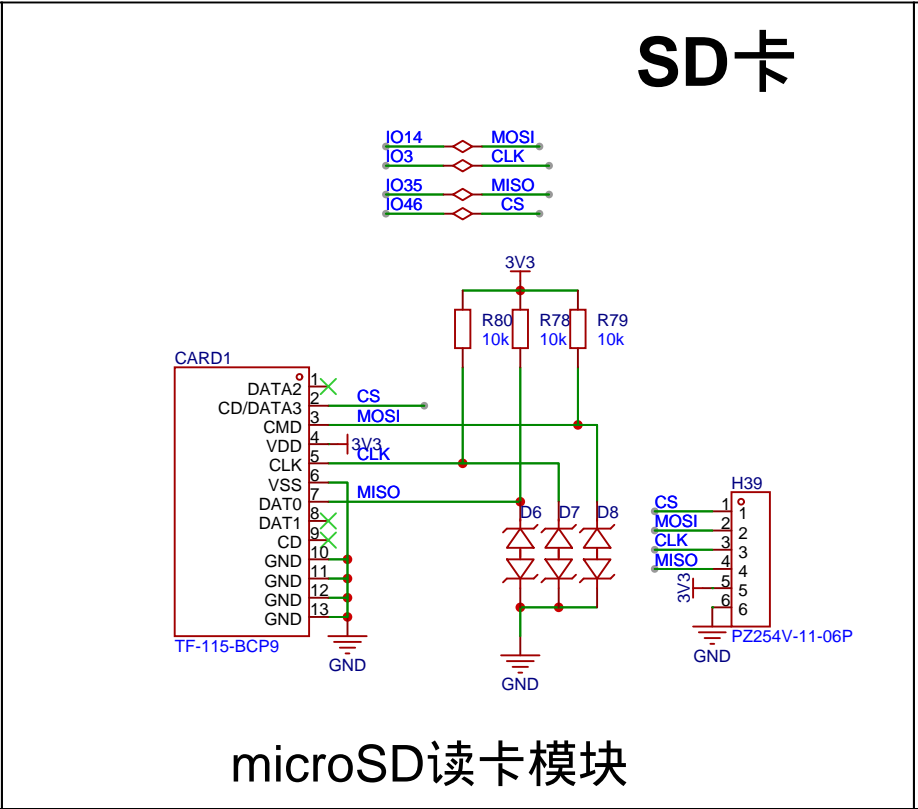 SD卡
IO14 MOSI
IO3 CLK
IO35 MISO
IO46 CS
3V3
R80 10k
R78 10k
R79 10k
CARD1
DATA2 1
CD/DATA3 2 CS
CMD 3 MOSI
VDD 4 3V3
CLK 5 CLK
VSS 6
DAT0 7 MISO
DAT1 8
CD 9
GND 10
GND 11
GND 12
GND 13
TF-115-BCP9
GND
D6 D7 D8
GND
H39
CS 1 1
MOSI 2 2
CLK 3 3
MISO 4 4
3V3 5 5
6 6
PZ254V-11-06P
GND
microSD读卡模块